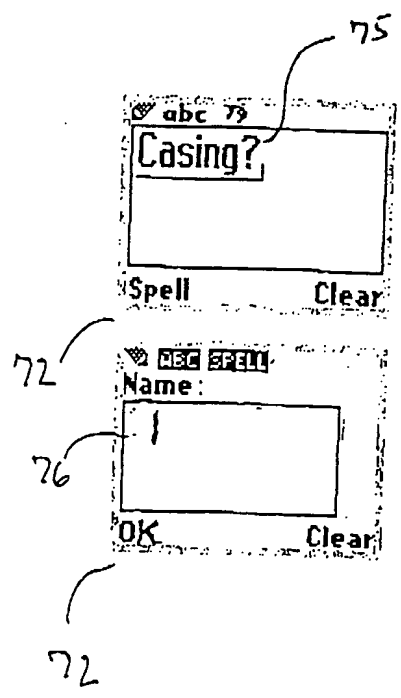 75
abc 79
Casing?
Spell Clear
72
ABC SPELL
Name:
76
OK Clear
72